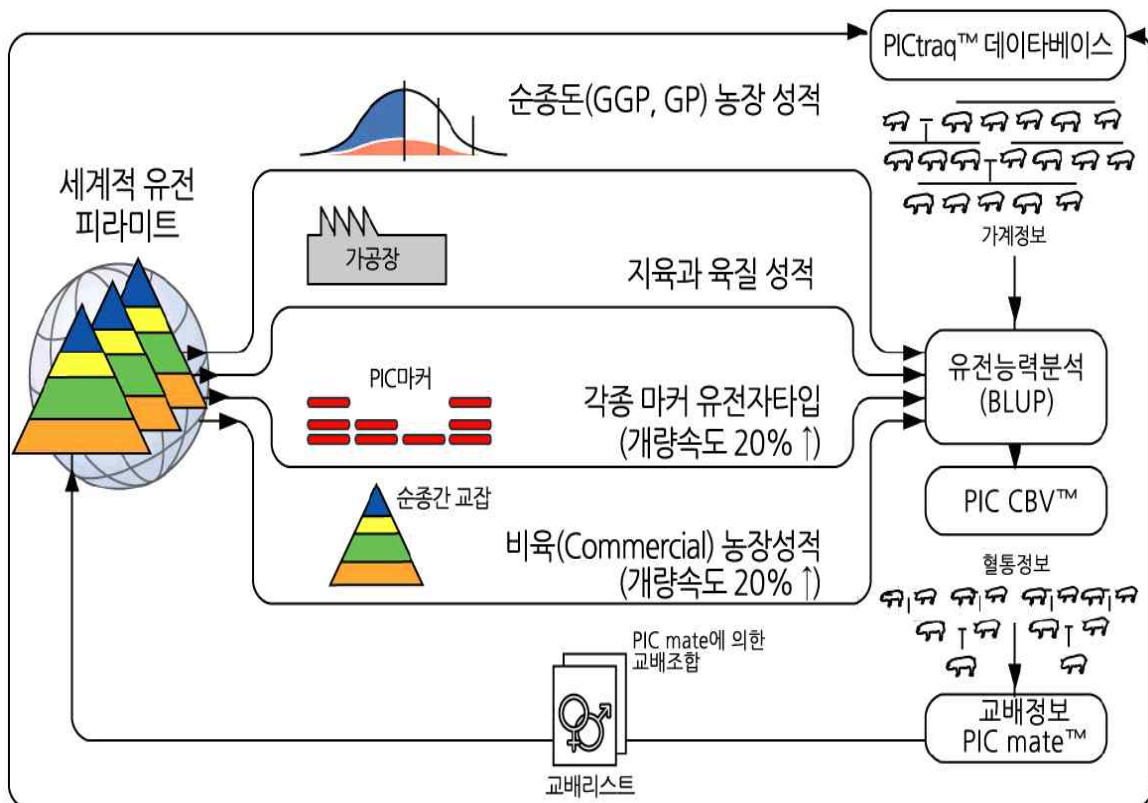 PICtraq™ 데이타베이스
순종돈(GGP, GP) 농장 성적
세계적 유전
피라미트
가계정보
가공장
지육과 육질 성적
PIC마커
각종 마커 유전자타입
(개량속도 20% ↑)
유전능력분석
(BLUP)
PIC CBV™
순종간 교잡
비육(Commercial) 농장성적
(개량속도 20% ↑)
혈통정보
PIC mate에 의한
교배조합
교배정보
PIC mate™
교배리스트